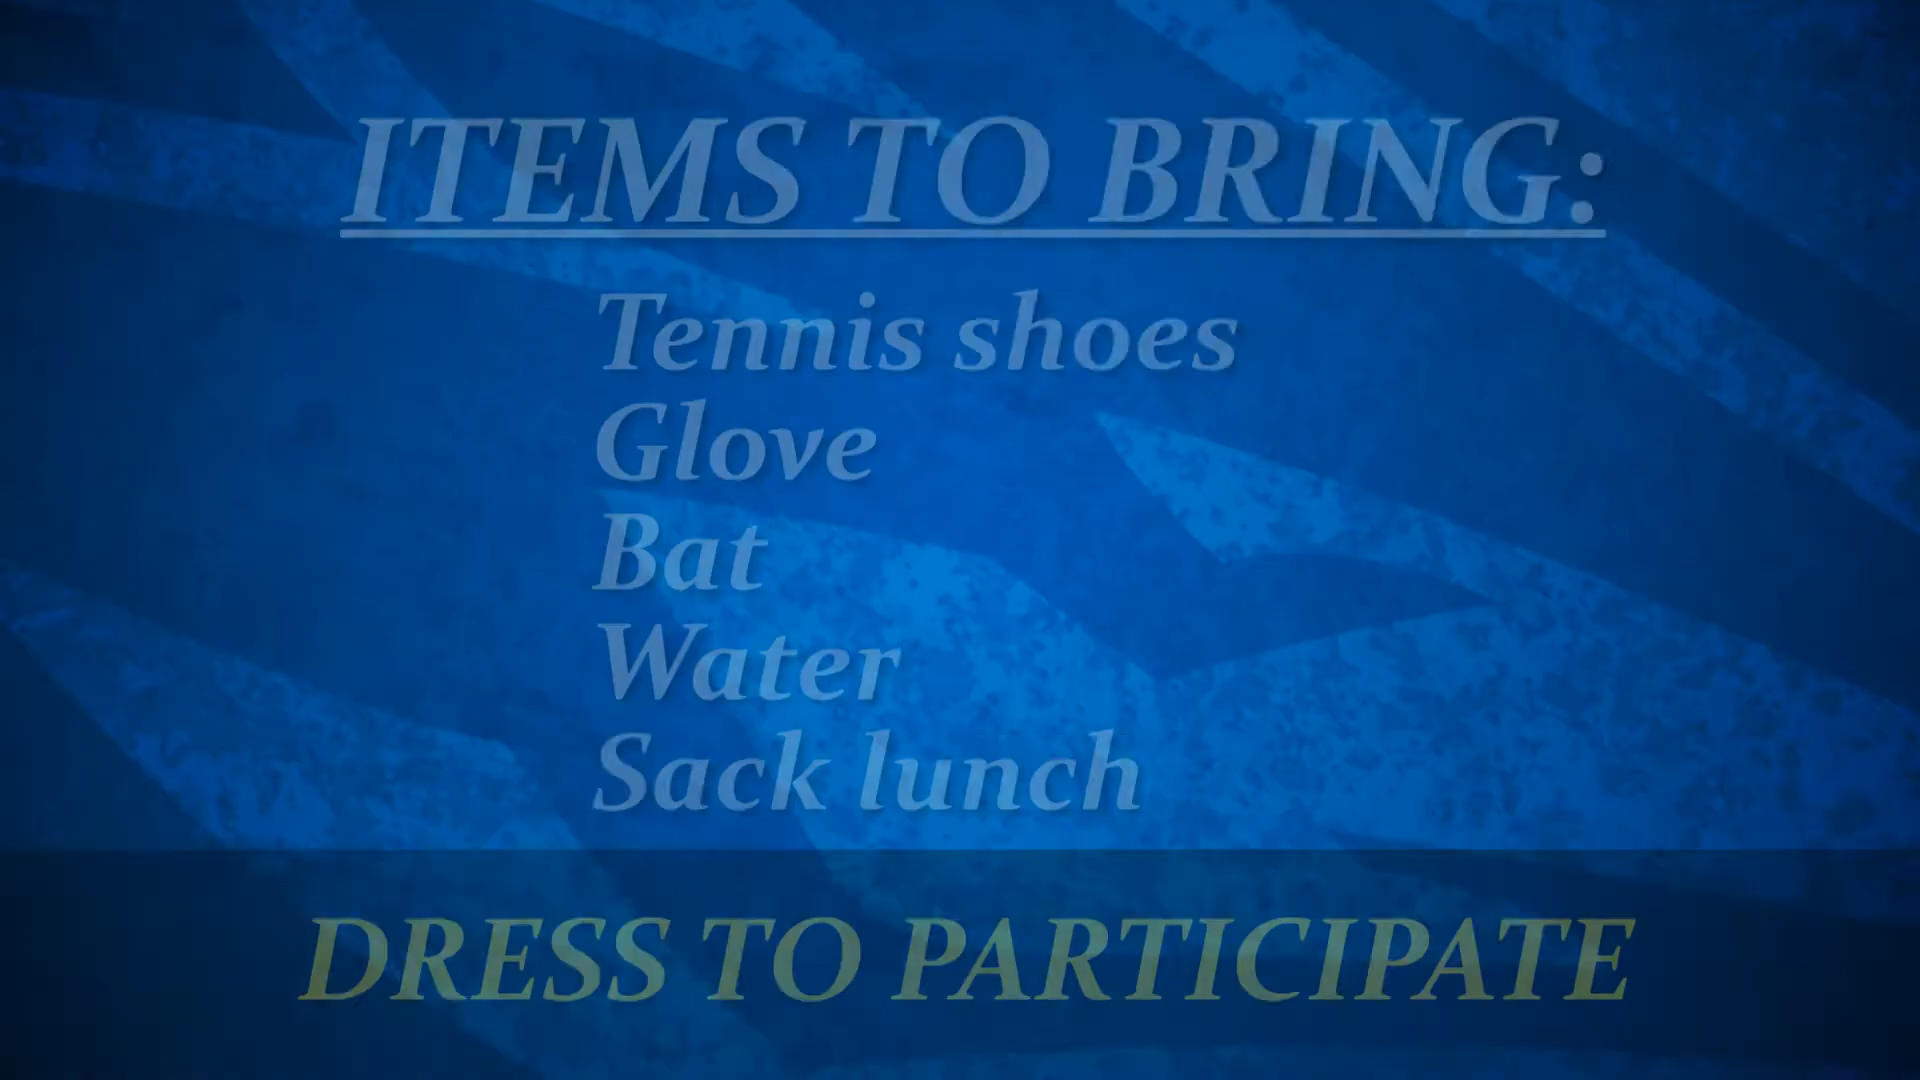 ITEMS TO BRING:
Tennis shoes
Glove
Bat
Water
Sack lunch
DRESS TO PARTICIPATE